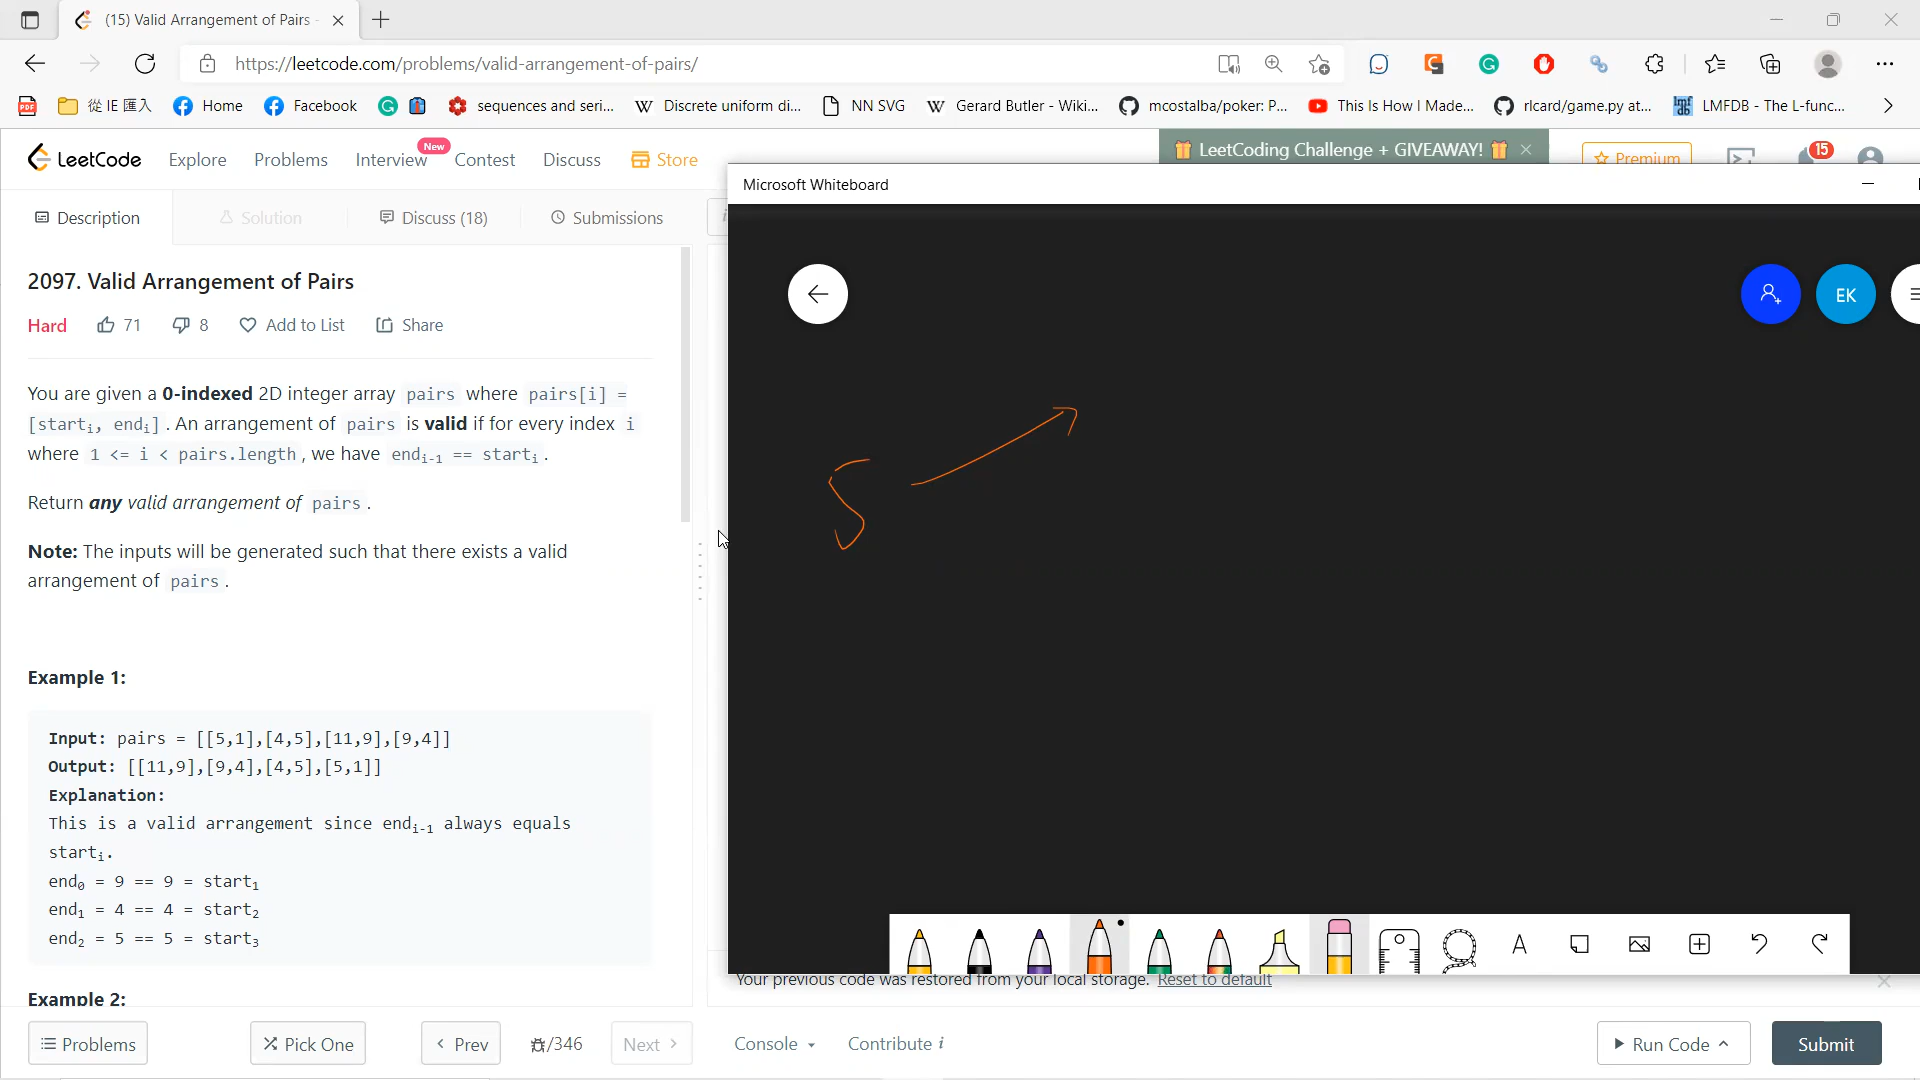 (15) Valid Arrangement of Pairs -
https://leetcode.com/problems/valid-arrangement-of-pairs/
PDF 從 IE 匯入 Home Facebook sequences and seri... Discrete uniform di... NN SVG Gerard Butler - Wiki... mcostalba/poker: P... This Is How I Made... rlcard/game.py at... LMFDB - The L-func...
LeetCode Explore Problems Interview New Contest Discuss Store LeetCoding Challenge + GIVEAWAY! Premium 15
Microsoft Whiteboard
Description Solution Discuss (18) Submissions
EK
2097. Valid Arrangement of Pairs
Hard 71 8 Add to List Share
You are given a 0-indexed 2D integer array pairs where pairs[i] =
[starti, endi]. An arrangement of pairs is valid if for every index i
where 1 <= i < pairs.length, we have endi-1 == starti.
Return any valid arrangement of pairs.
Note: The inputs will be generated such that there exists a valid
arrangement of pairs.
5
Example 1:
Input: pairs = [[5,1],[4,5],[11,9],[9,4]]
Output: [[11,9],[9,4],[4,5],[5,1]]
Explanation:
This is a valid arrangement since endi-1 always equals
starti.
end0 = 9 == 9 = start1
end1 = 4 == 4 = start2
end2 = 5 == 5 = start3
Example 2:
Your previous code was restored from your local storage. Reset to default
Problems Pick One Prev /346 Next Console Contribute i Run Code Submit